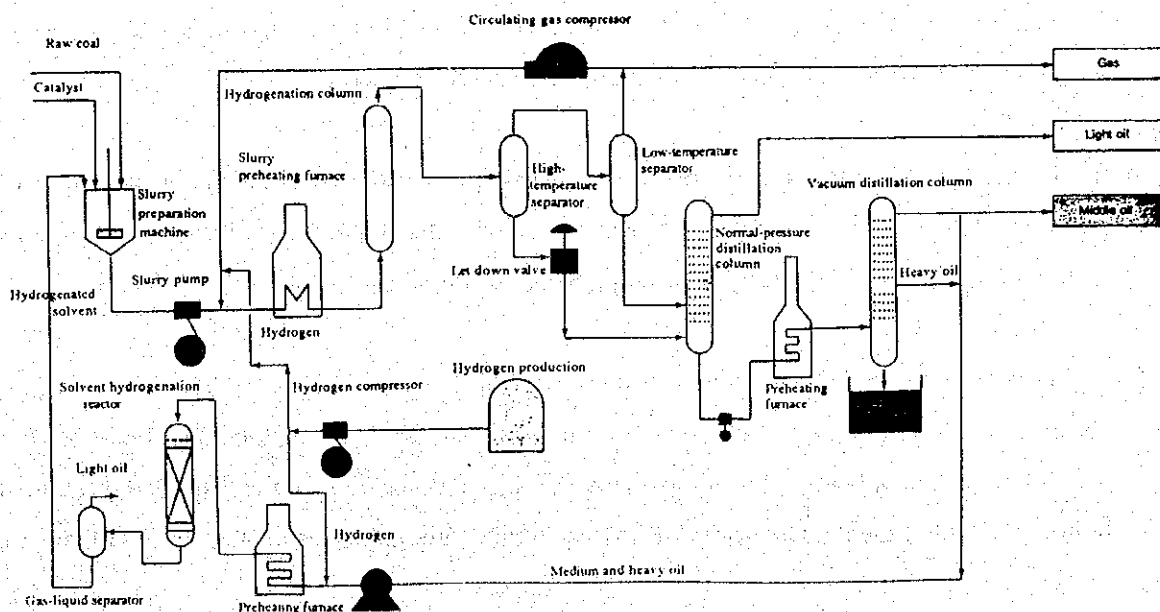 Circulating gas compressor
Raw coal
Catalyst
Gas
Hydrogenation column
Light oil
Slurry
preheating furnace
High-
temperature
separator
Low-temperature
separator
Vacuum distillation column
Middle oil
Slurry
preparation
machine
Normal-pressure
distillation
column
Let down valve
Slurry pump
Heavy oil
Hydrogenated
solvent
Hydrogen
Hydrogen production
Preheating
furnace
Solvent hydrogenation
reactor
Hydrogen compressor
Light oil
Hydrogen
Medium and heavy oil
Gas-liquid separator
Preheating furnace